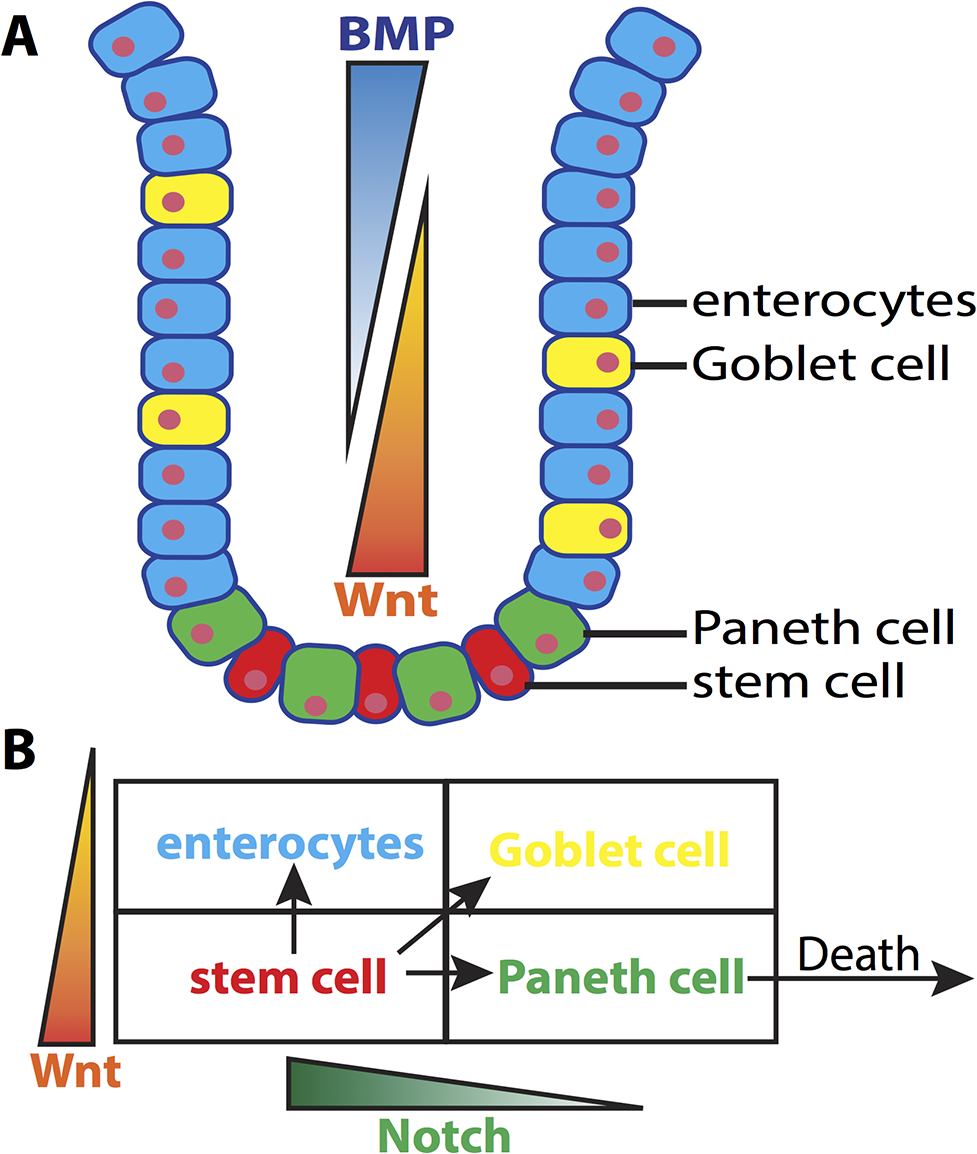 A
BMP
enterocytes
Goblet cell
Wnt
Paneth cell
stem cell
B
enterocytes
Goblet cell
stem cell
Paneth cell
Death
Wnt
Notch